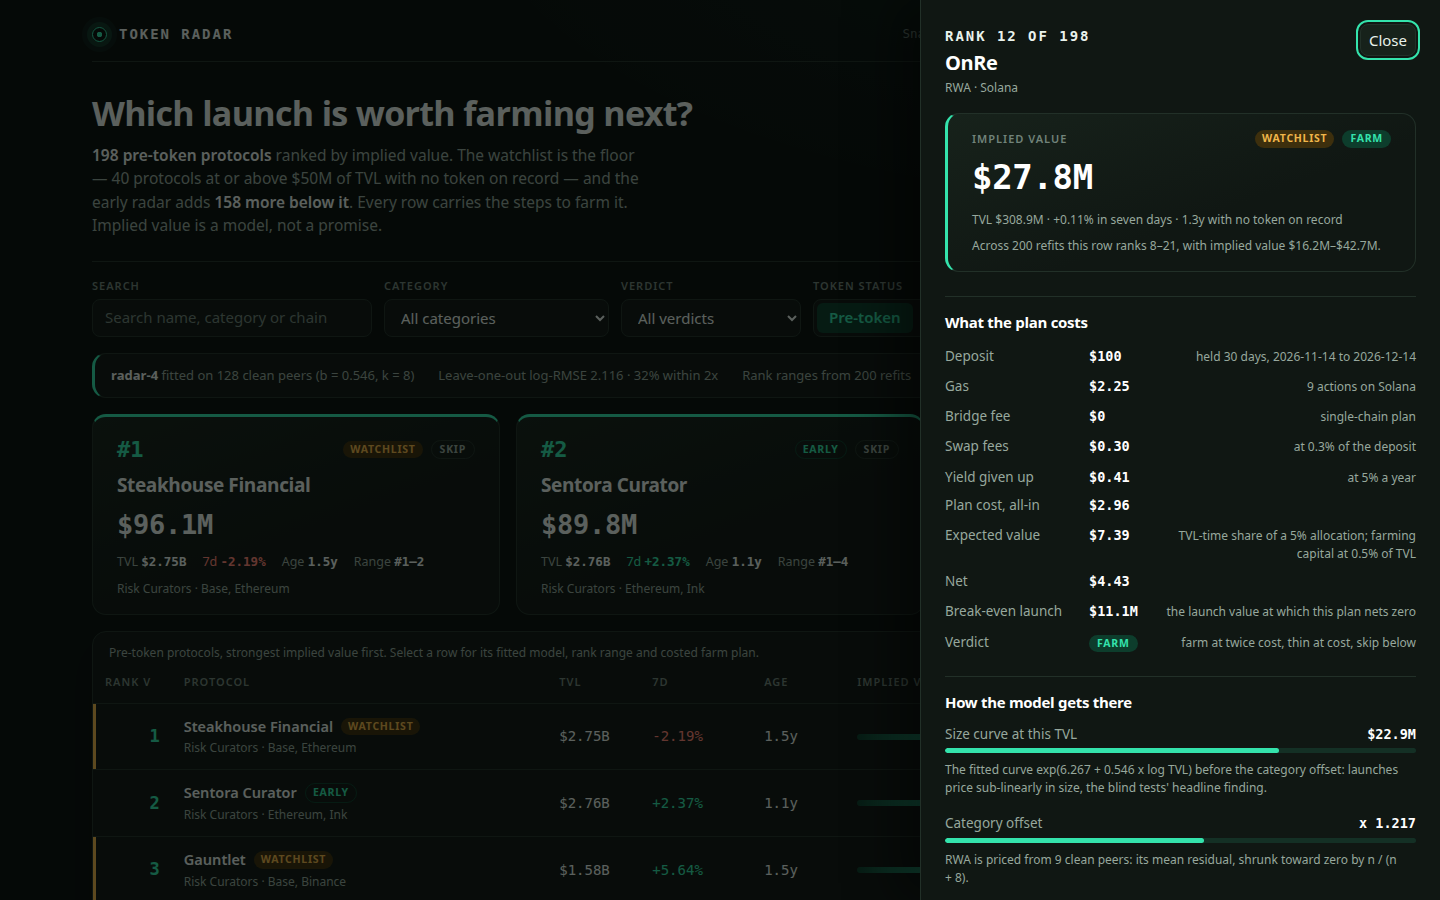 TOKEN RADAR
Which launch is worth farming next?
198 pre-token protocols ranked by implied value. The watchlist is the floor
— 40 protocols at or above $50M of TVL with no token on record — and the
early radar adds 158 more below it. Every row carries the steps to farm it.
Implied value is a model, not a promise.
SEARCH
CATEGORY
VERDICT
TOKEN STATUS
Search name, category or chain
All categories
All verdicts
Pre-token
radar-4 fitted on 128 clean peers (b = 0.546, k = 8)
Leave-one-out log-RMSE 2.116 · 32% within 2x
Rank ranges from 200 refits
#1
WATCHLIST
SKIP
Steakhouse Financial
$96.1M
TVL $2.75B 7d -2.19% Age 1.5y Range #1–2
Risk Curators · Base, Ethereum
#2
EARLY
SKIP
Sentora Curator
$89.8M
TVL $2.76B 7d +2.37% Age 1.1y Range #1–4
Risk Curators · Ethereum, Ink
Pre-token protocols, strongest implied value first. Select a row for its fitted model, rank range and costed farm plan.
RANK ∨ PROTOCOL TVL 7D AGE IMPLIED V
1 Steakhouse Financial WATCHLIST $2.75B -2.19% 1.5y
Risk Curators · Base, Ethereum
2 Sentora Curator EARLY $2.76B +2.37% 1.1y
Risk Curators · Ethereum, Ink
3 Gauntlet WATCHLIST $1.58B +5.64% 1.4y
Risk Curators · Base, Binance
RANK 12 OF 198
Close
OnRe
RWA · Solana
IMPLIED VALUE
WATCHLIST
FARM
$27.8M
TVL $308.9M · +0.11% in seven days · 1.3y with no token on record
Across 200 refits this row ranks 8–21, with implied value $16.2M–$42.7M.
What the plan costs
Deposit $100 held 30 days, 2026-11-14 to 2026-12-14
Gas $2.25 9 actions on Solana
Bridge fee $0 single-chain plan
Swap fees $0.30 at 0.3% of the deposit
Yield given up $0.41 at 5% a year
Plan cost, all-in $2.96
Expected value $7.39 TVL-time share of a 5% allocation; farming
capital at 0.5% of TVL
Net $4.43
Break-even launch $11.1M the launch value at which this plan nets zero
Verdict FARM farm at twice cost, thin at cost, skip below
How the model gets there
Size curve at this TVL $22.9M
The fitted curve exp(6.267 + 0.546 x log TVL) before the category offset: launches
price sub-linearly in size, the blind tests' headline finding.
Category offset x 1.217
RWA is priced from 9 clean peers: its mean residual, shrunk toward zero by n / (n
+ 8).